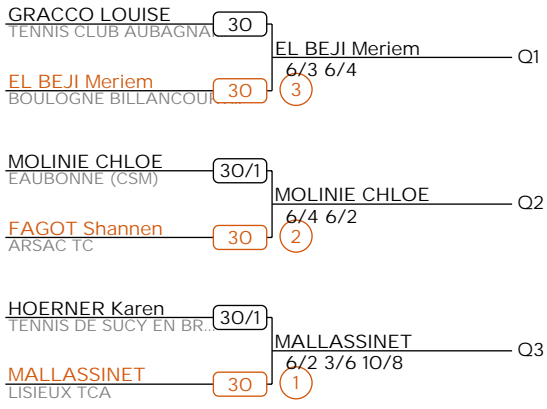 GRACCO LOUISE
TENNIS CLUB AUBAGNA
30
EL BEJI Meriem
6/3 6/4
Q1
EL BEJI Meriem
BOULOGNE BILLANCOUR
30
3
MOLINIE CHLOE
EAUBONNE (CSM)
30/1
MOLINIE CHLOE
6/4 6/2
Q2
FAGOT Shannen
ARSAC TC
30
2
HOERNER Karen
TENNIS DE SUCY EN BR...
30/1
MALLASSINET
6/2 3/6 10/8
Q3
MALLASSINET
LISIEUX TCA
30
1